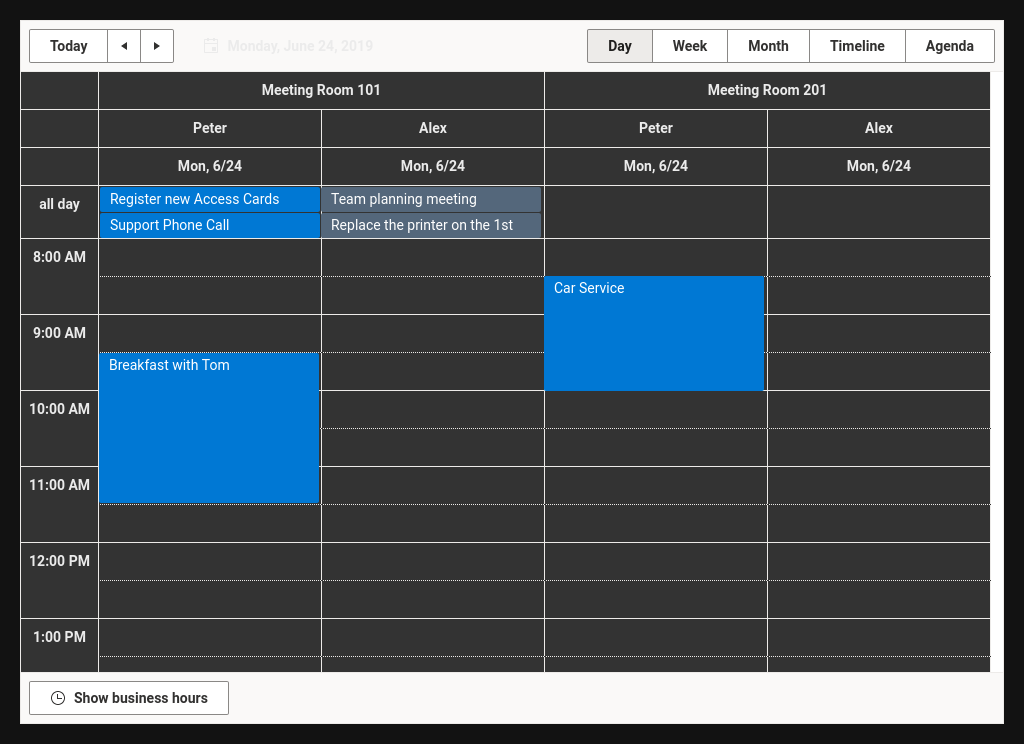 Today Monday, June 24, 2019 Day Week Month Timeline Agenda
Meeting Room 101 Meeting Room 201
Peter Alex Peter Alex
Mon, 6/24 Mon, 6/24 Mon, 6/24 Mon, 6/24
all day
Register new Access Cards Team planning meeting
Support Phone Call Replace the printer on the 1st
8:00 AM
Car Service
9:00 AM
Breakfast with Tom
10:00 AM
11:00 AM
12:00 PM
1:00 PM
Show business hours